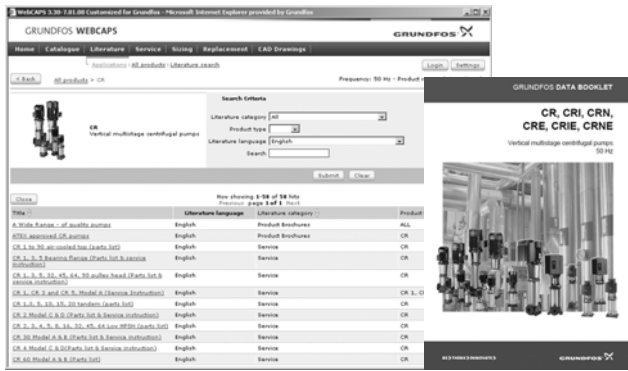 WebCAPS 3.30-7.01.00 Customized for Grundfos - Microsoft Internet Explorer provided by Grundfos
GRUNDFOS WEBCAPS
GRUNDFOS
Home Catalogue Literature Service Sizing Replacement CAD Drawings
Applications › All products › Literature search
Login Settings
< Back All products > CR
Frequency: 50 Hz - Product
CR
Vertical multistage centrifugal pumps
Search Criteria
Literature category All
Product type
Literature language English
Search
Submit Clear
Close
Now showing 1-58 of 58 hits
Previous page 1 of 1 Next
Title Literature language Literature category Product
A Wide Range - of quality pumps English Product Brochures ALL
ATEX approved CR pumps English Product Brochures CR
CR 1 to 90 air-cooled top (parts list) English Service CR
CR 1, 3, 5 Bearing flange (Parts list & service
instruction) English Service CR
CR 1, 3, 5, 32, 45, 64, 90 pulley head (Parts list &
service instruction) English Service CR
CR 1, CR 3 and CR 5, Model A (Service Instruction) English Service CR 1, C
CR 1,3, 5, 10, 15, 20 tandem (parts list) English Service CR
CR 2 Model C & D (Parts list & Service instruction) English Service CR
CR 2, 3, 4, 5, 8, 16, 32, 45, 64 Low NPSH (parts list) English Service CR
CR 30 Model A & B (Parts list & Service instruction) English Service CR
CR 4 Model C & D(Parts list & Service instruction) English Service CR
CR 60 Model A & B (Parts list) English Service CR
GRUNDFOS DATA BOOKLET
CR, CRI, CRN,
CRE, CRIE, CRNE
Vertical multistage centrifugal pumps
50 Hz
BE>THINK>INNOVATE>
GRUNDFOS